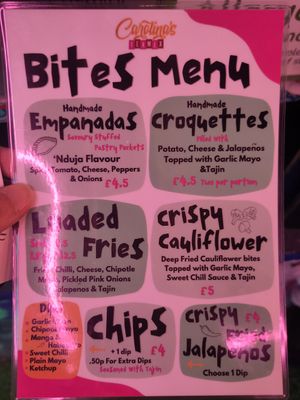 Carolina's
Bites Menu
Handmade
Empanadas
Savoury Stuffed
Pastry Pockets
'Nduja Flavour
Tomato, Cheese, Peppers
& Onions
£4.5
Handmade
Croquettes
Filled with
Potato, Cheese & Jalapeños
Topped with Garlic Mayo
&Tajin
£4.5 Two per portion
Loaded
Fries
Chilli, Cheese, Chipotle
Pickled Pink Onions
Jalapenos & Tajin
Crispy
Cauliflower
Deep Fried Cauliflower bites
Topped with Garlic Mayo,
Sweet Chili Sauce & Tajin
£5
Sweet Chilli
Plain Mayo
Ketchup
Chips
+1 dip £4
.50p For Extra Dips
Seasoned with Tajin
Crispy £4
Fried
Jalapeños
Choose 1 Dip